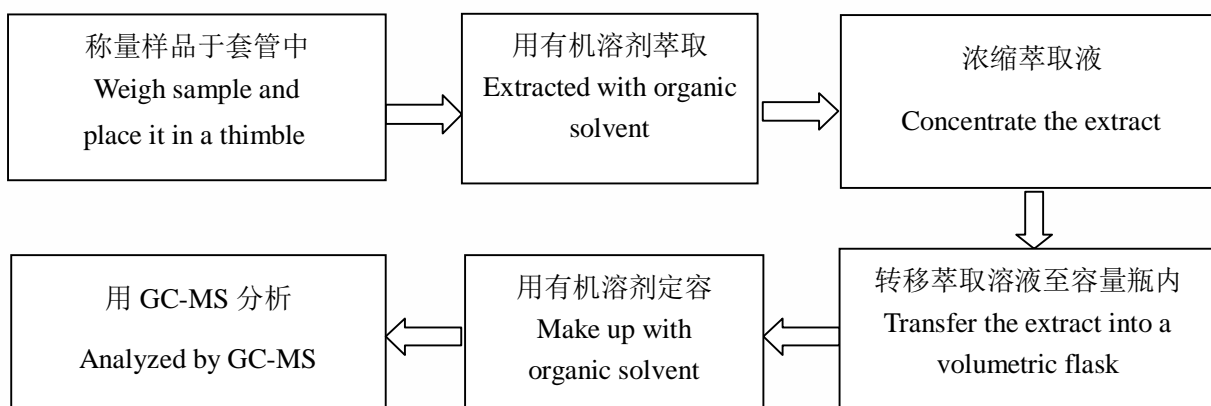 称量样品于套管中
Weigh sample and
place it in a thimble
用有机溶剂萃取
Extracted with organic
solvent
浓缩萃取液
Concentrate the extract
转移萃取溶液至容量瓶内
Transfer the extract into a
volumetric flask
用有机溶剂定容
Make up with
organic solvent
用 GC-MS 分析
Analyzed by GC-MS